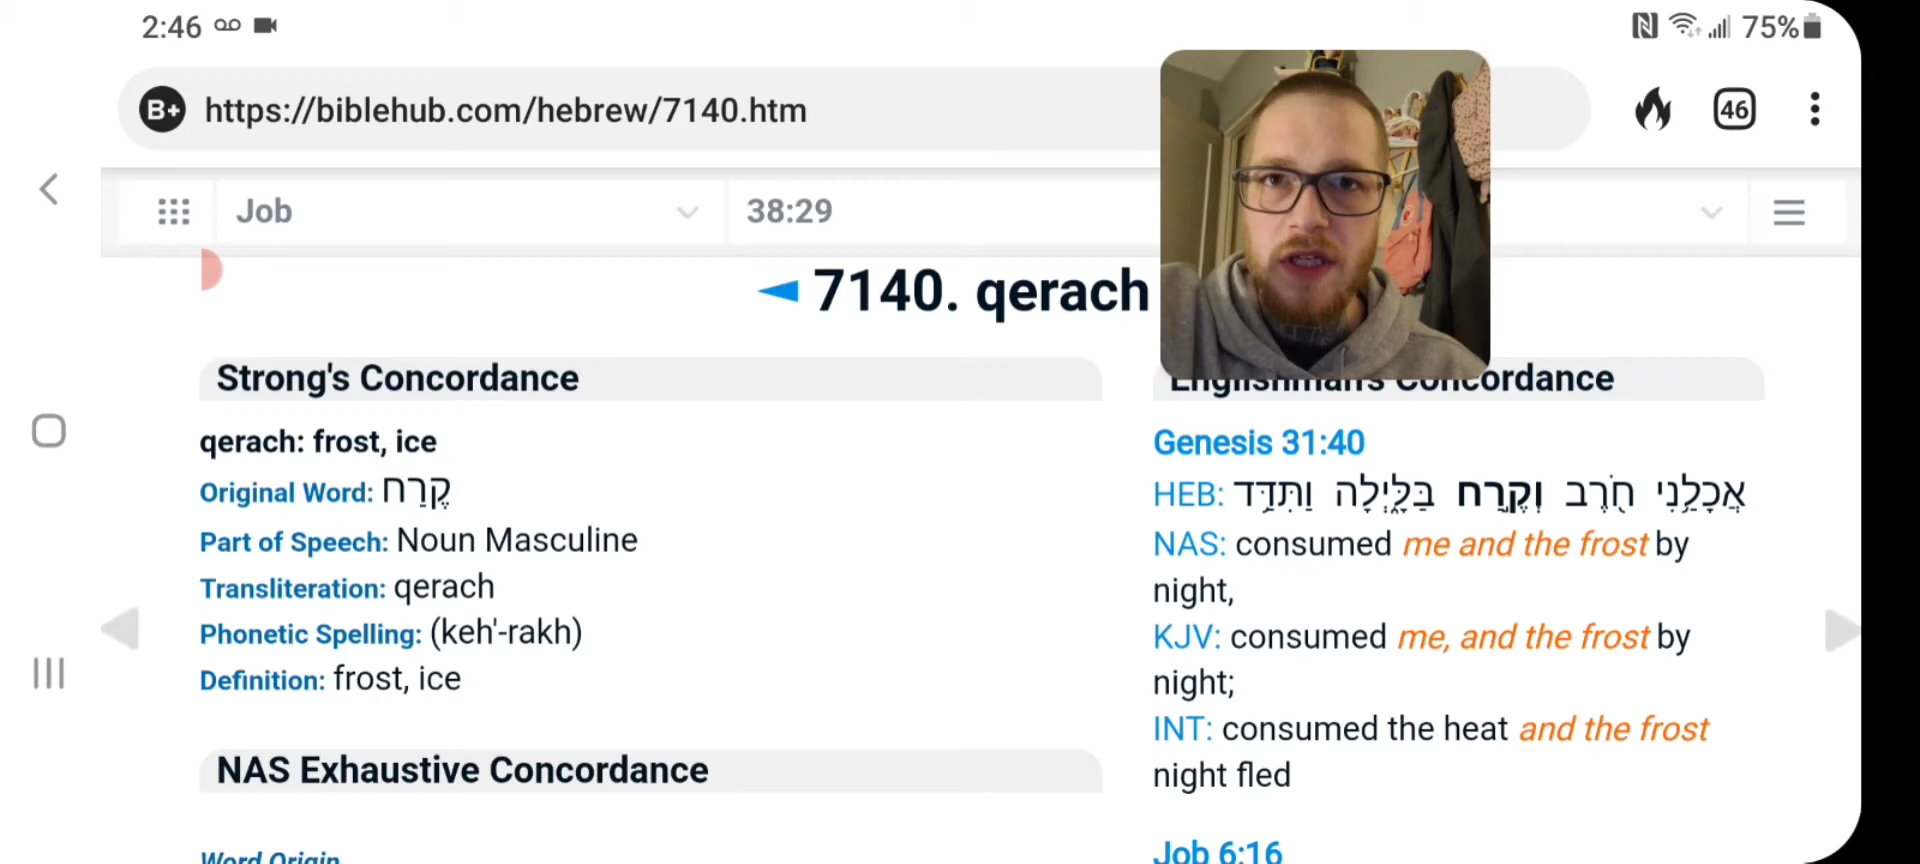 2:46
75%
B+ https://biblehub.com/hebrew/7140.htm
46
Job
38:29
7140. qerach
Strong's Concordance
qerach: frost, ice
Original Word: קֶרַח
Part of Speech: Noun Masculine
Transliteration: qerach
Phonetic Spelling: (keh'-rakh)
Definition: frost, ice
NAS Exhaustive Concordance
Word Origin
Englishman's Concordance
Genesis 31:40
HEB: אֲכָלַ֥נִי חֹ֖רֶב וְקֶ֣רַח בַּלָּ֑יְלָה וַתִּדַּ֥ד
NAS: consumed me and the frost by
night,
KJV: consumed me, and the frost by
night;
INT: consumed the heat and the frost
night fled
Job 6:16